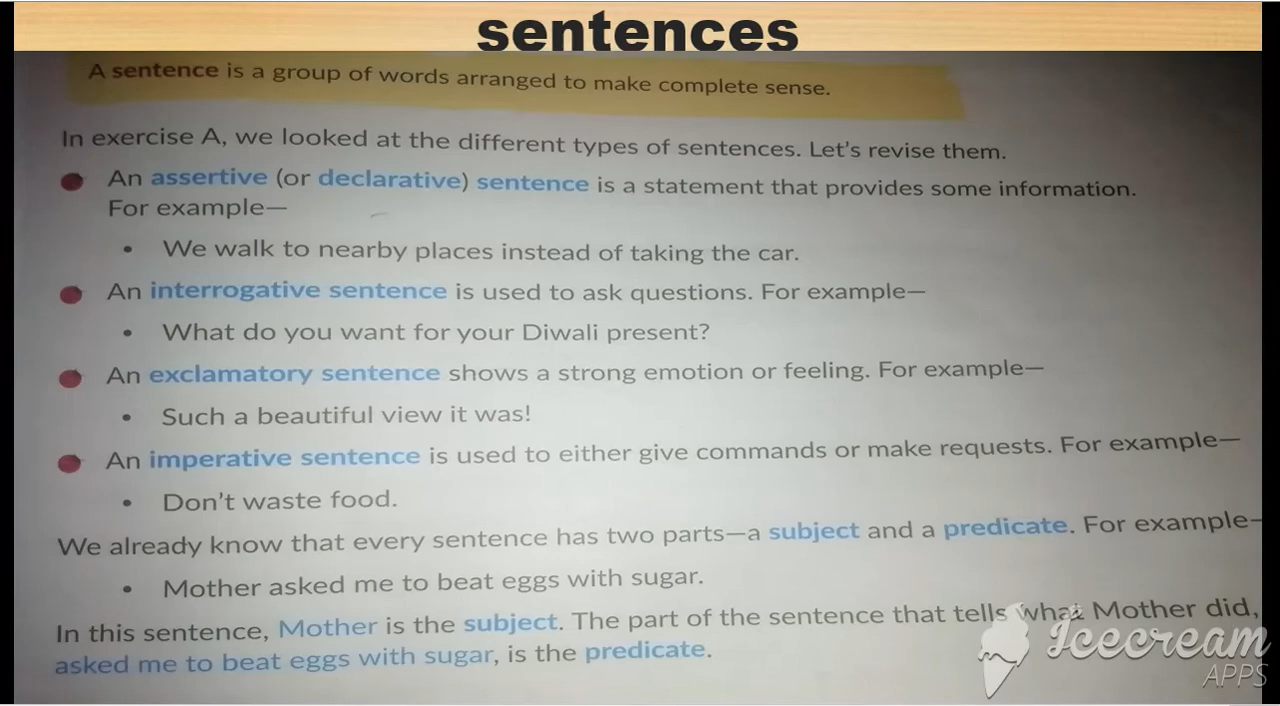 sentences
A sentence is a group of words arranged to make complete sense.
In exercise A, we looked at the different types of sentences. Let's revise them.
An assertive (or declarative) sentence is a statement that provides some information.
For example—
• We walk to nearby places instead of taking the car.
An interrogative sentence is used to ask questions. For example—
• What do you want for your Diwali present?
An exclamatory sentence shows a strong emotion or feeling. For example—
• Such a beautiful view it was!
An imperative sentence is used to either give commands or make requests. For example—
• Don't waste food.
We already know that every sentence has two parts—a subject and a predicate. For example—
• Mother asked me to beat eggs with sugar.
In this sentence, Mother is the subject. The part of the sentence that tells what Mother did,
asked me to beat eggs with sugar, is the predicate.
Icecream
APPS